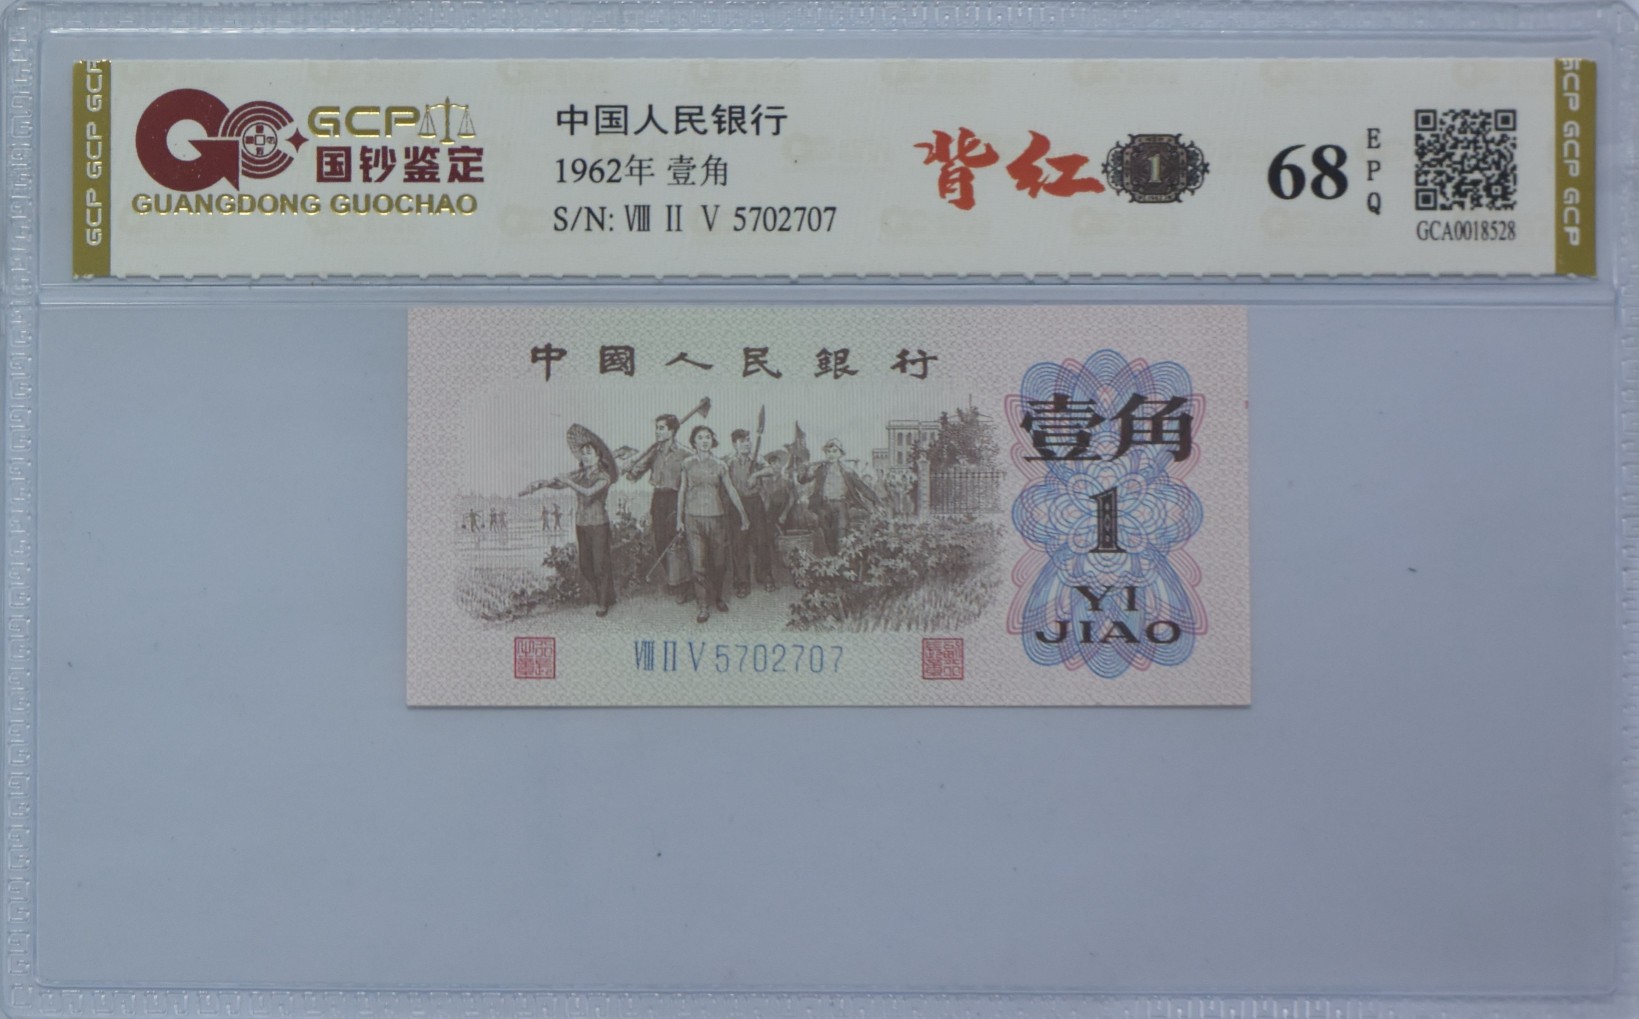 GCP GCP GCP
GCP
国钞鉴定
GUANGDONG GUOCHAO
中国人民银行
1962年 壹角
S/N: Ⅷ Ⅱ Ⅴ 5702707
背红
1
68
EPQ
GCA0018528
GCP GCP GCP
中國人民銀行
壹角
1
YI
JIAO
Ⅷ Ⅱ Ⅴ 5702707